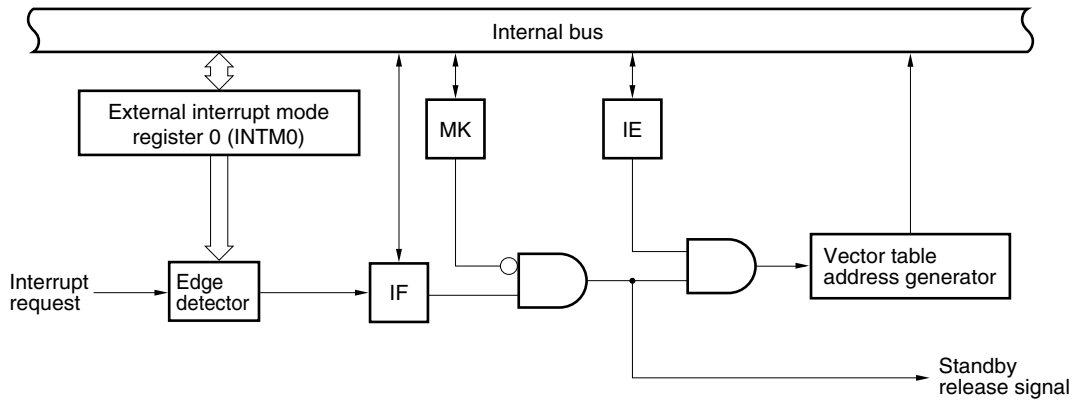 Internal bus
External interrupt mode
register 0 (INTM0)
MK
IE
Interrupt
request
Edge
detector
IF
Vector table
address generator
Standby
release signal